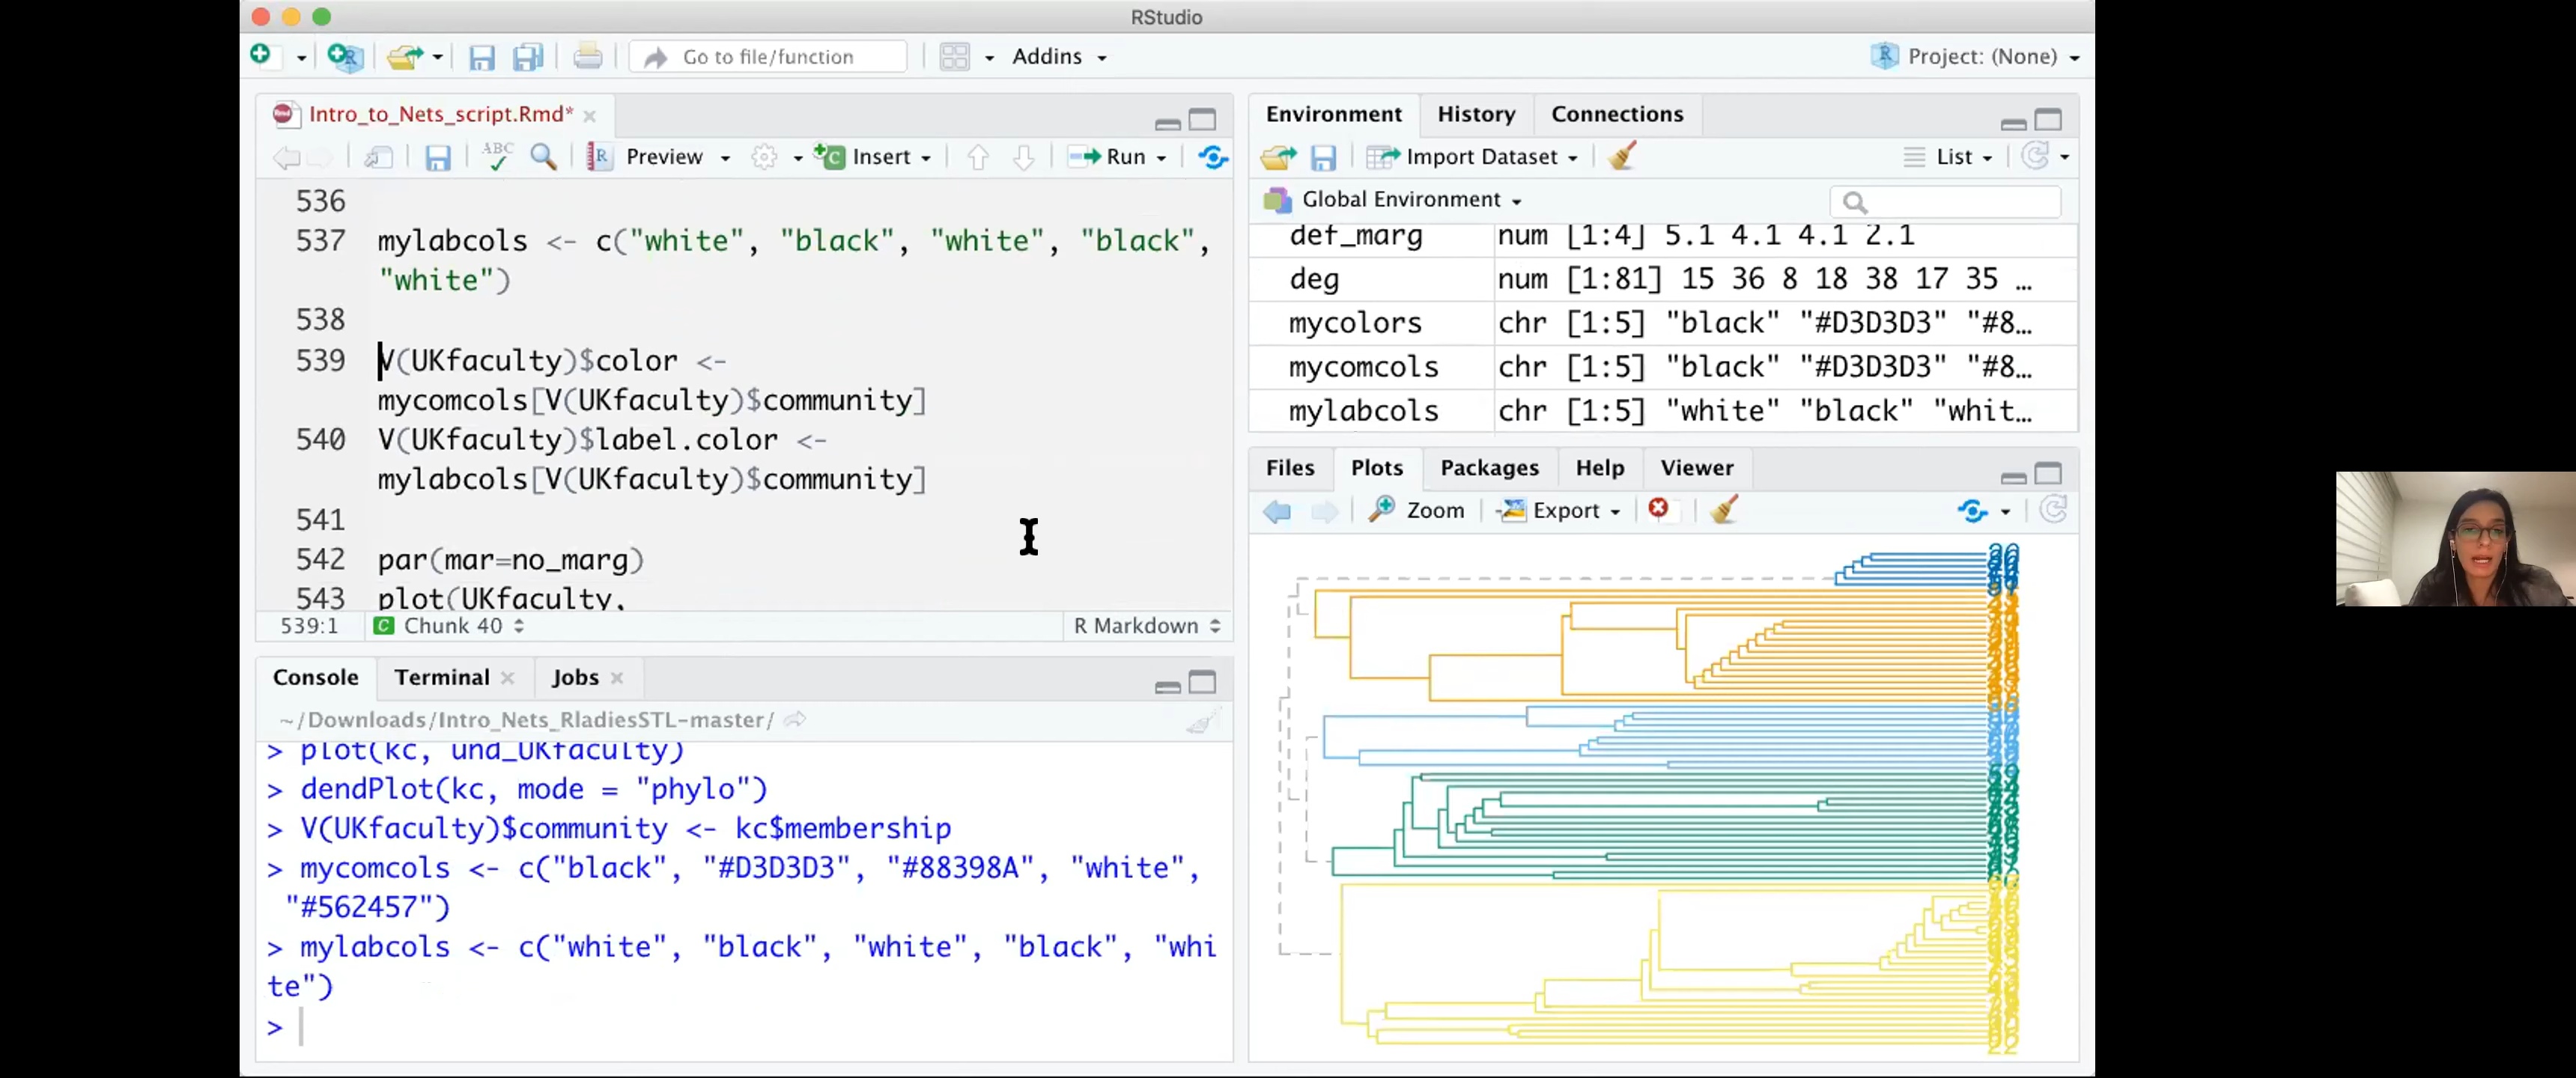 RStudio
Go to file/function
Addins
Project: (None)
Intro_to_Nets_script.Rmd*
ABC
Preview
Insert
Run
536
537 mylabcols <- c("white", "black", "white", "black",
"white")
538
539 V(UKfaculty)$color <-
mycomcols[V(UKfaculty)$community]
540 V(UKfaculty)$label.color <-
mylabcols[V(UKfaculty)$community]
541
542 par(mar=no_marg)
543 plot(UKfaculty,
539:1 Chunk 40 R Markdown
Console Terminal Jobs
~/Downloads/Intro_Nets_RladiesSTL-master/
> plot(kc, und_UKfaculty)
> dendPlot(kc, mode = "phylo")
> V(UKfaculty)$community <- kc$membership
> mycomcols <- c("black", "#D3D3D3", "#88398A", "white",
"#562457")
> mylabcols <- c("white", "black", "white", "black", "whi
te")
>
Environment History Connections
Import Dataset List
Global Environment
def_marg num [1:4] 5.1 4.1 4.1 2.1
deg num [1:81] 15 36 8 18 38 17 35 …
mycolors chr [1:5] "black" "#D3D3D3" "#8…
mycomcols chr [1:5] "black" "#D3D3D3" "#8…
mylabcols chr [1:5] "white" "black" "whit…
Files Plots Packages Help Viewer
Zoom Export